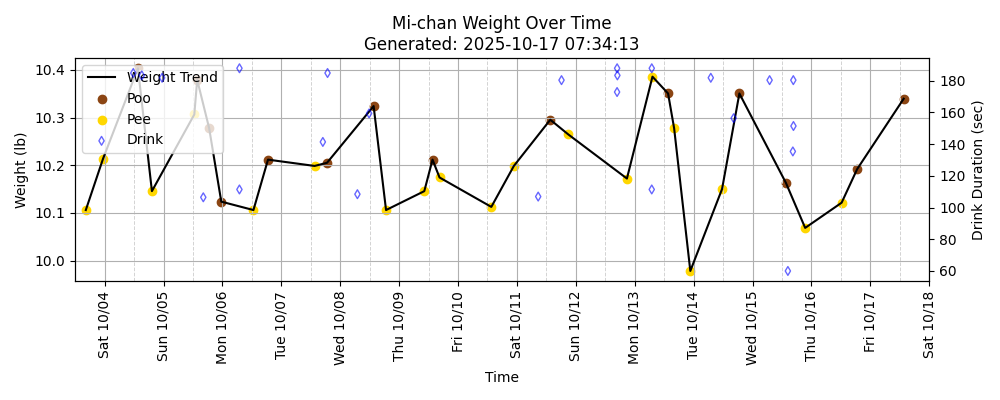 Mi-chan Weight Over Time
Generated: 2025-10-17 07:34:13
Weight Trend
Poo
Pee
Drink
Weight (lb)
10.4
10.3
10.2
10.1
10.0
Drink Duration (sec)
180
160
140
120
100
80
60
Sat 10/04
Sun 10/05
Mon 10/06
Tue 10/07
Wed 10/08
Thu 10/09
Fri 10/10
Sat 10/11
Sun 10/12
Mon 10/13
Tue 10/14
Wed 10/15
Thu 10/16
Fri 10/17
Sat 10/18
Time